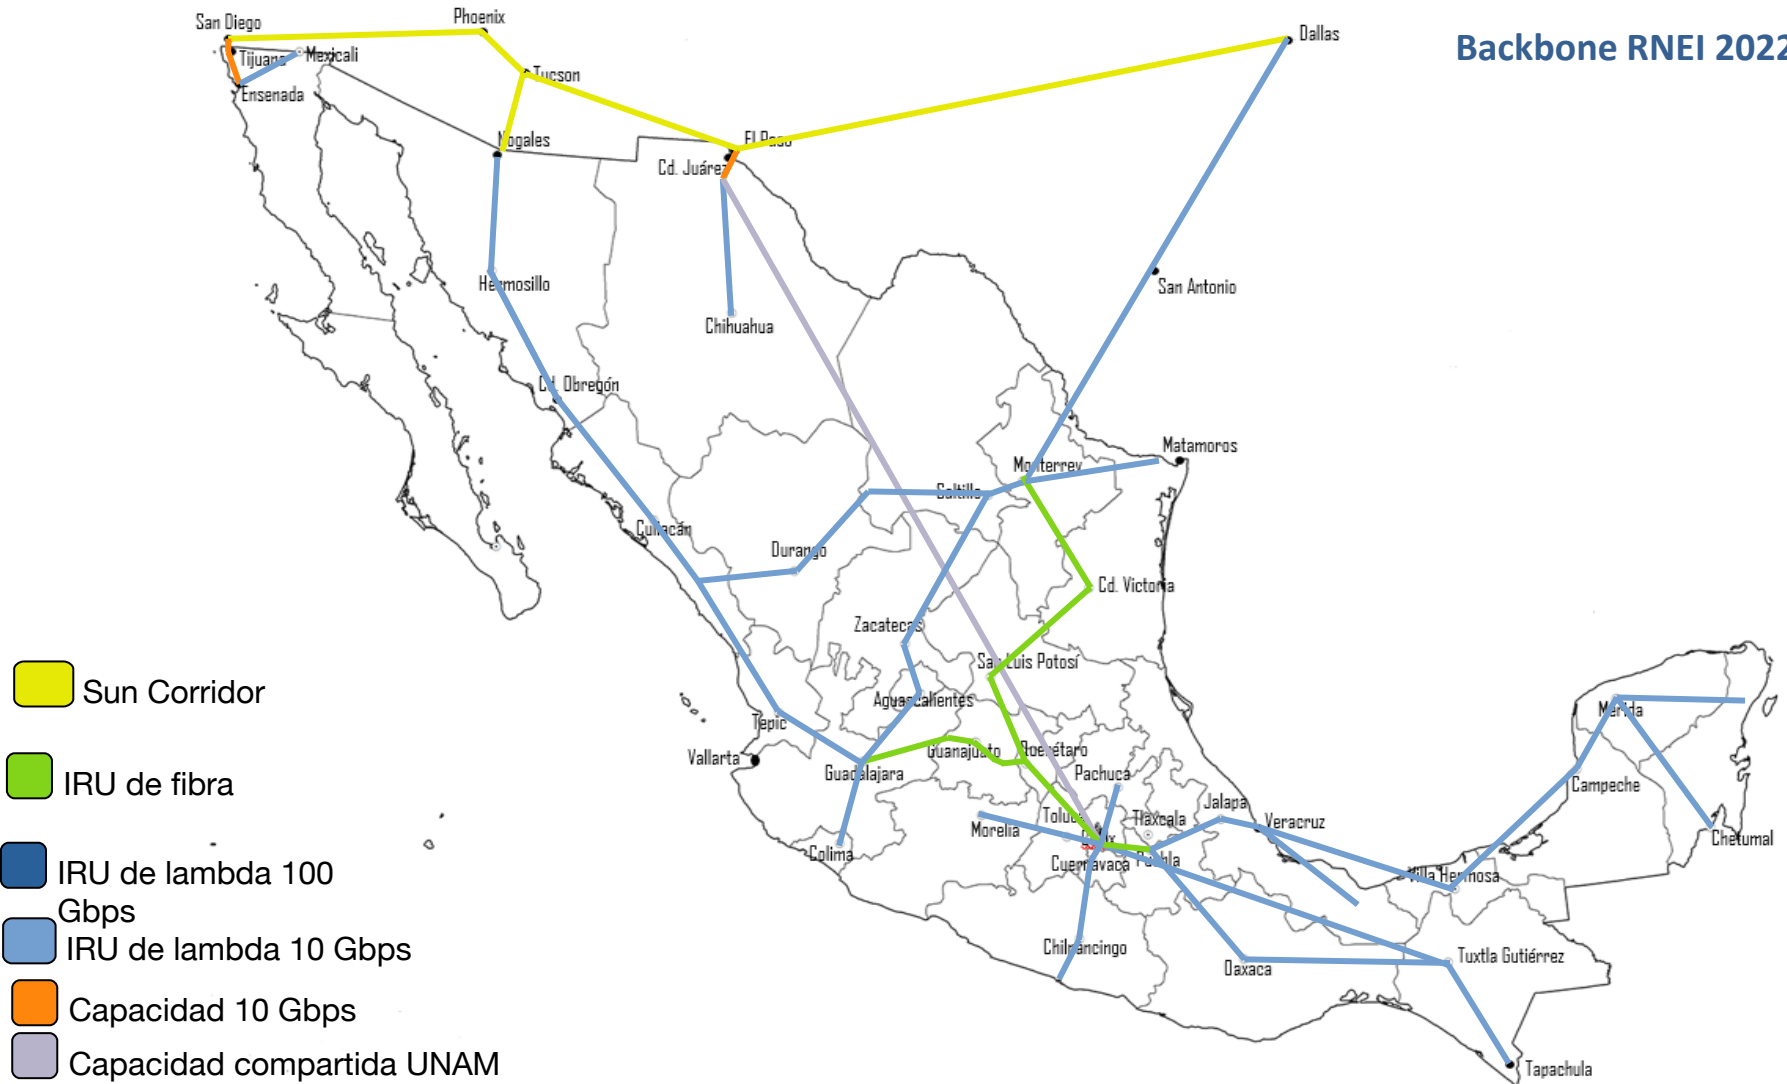 San Diego
Phoenix
Dallas
Backbone RNEI 2022
Tijuana
Mexicali
Tucson
Ensenada
Nogales
El Paso
Cd. Juárez
Hermosillo
San Antonio
Chihuahua
Cd. Obregón
Matamoros
Monterrey
Saltillo
Culiacán
Durango
Cd. Victoria
Zacatecas
San Luis Potosí
Sun Corridor
Aguascalientes
Mérida
Tepic
Vallarta
Guanajuato
Querétaro
Guadalajara
Pachuca
IRU de fibra
Campeche
Jalapa
Toluca
Tlaxcala
Veracruz
Morelia
Chetumal
Colima
Cuernavaca
Puebla
IRU de lambda 100
Gbps
Villa Hermosa
IRU de lambda 10 Gbps
Chilpancingo
Oaxaca
Tuxtla Gutiérrez
Capacidad 10 Gbps
Capacidad compartida UNAM
Tapachula